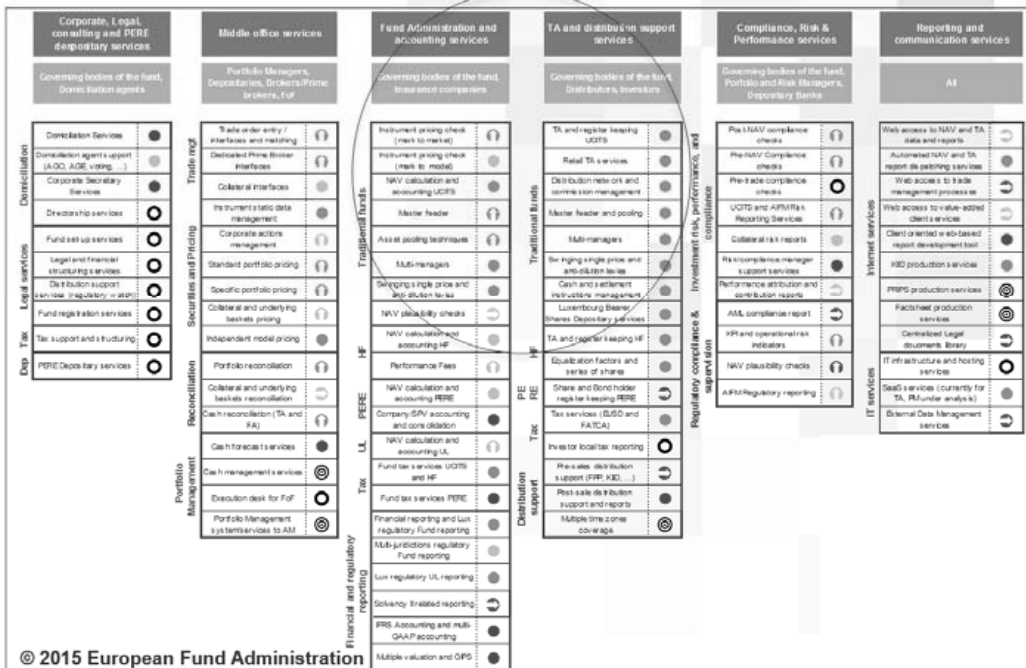 Corporate, Legal,
consulting and PERE
despositary services
Governing bodies of the fund,
Domiciliation agents
Domiciliation
Domiciliation Services
Domiciliation agent support
(AGO, AGE, voting, ...)
Corporate Secretary
Services
Directorship services
Legal services
Fund set-up services
Legal and financial
structuring services
Distribution support
services (regulatory watch)
Fund registration services
Tax
Tax support and structuring
Dep
PERE Depositary services
Middle office services
Portfolio Managers,
Depositaries, Brokers/Prime
brokers, FoF
Trade mgt
Trade order entry /
interfaces and matching
Dedicated Prime Broker
interfaces
Collateral interfaces
Instrument static data
management
Securities and Pricing
Corporate actions
management
Standard portfolio pricing
Specific portfolio pricing
Collateral and underlying
baskets pricing
Independent model pricing
Reconciliation
Portfolio reconciliation
Collateral and underlying
baskets reconciliation
Cash reconciliation (TA and
FA)
Portfolio
Management
Cash forecast services
Cash management services
Execution desk for FoF
Portfolio Management
system/services to AM
Fund Administration and
accounting services
Governing bodies of the fund,
Insurance companies
Traditional funds
Instrument pricing check
(mark to market)
Instrument pricing check
(mark to model)
NAV calculation and
accounting UCITS
Master feeder
Asset pooling techniques
Multi-managers
Swinging single price and
anti-dilution levies
NAV plausibility checks
HF
NAV calculation and
accounting HF
Performance Fees
PERE
NAV calculation and
accounting PERE
Company/SPV accounting
and consolidation
UL
NAV calculation and
accounting UL
Tax
Fund tax services UCITS
and HF
Fund tax services PERE
Financial and regulatory
reporting
Financial reporting and Lux
regulatory Fund reporting
Multi-juridictions regulatory
Fund reporting
Lux regulatory UL reporting
Solvency II related reporting
IFRS Accounting and multi-
GAAP accounting
Multiple valuation and GIPS
TA and distribution support
services
Governing bodies of the fund,
Distributors, Investors
Traditional funds
TA and register keeping
UCITS
Retail TA services
Distribution network and
commission management
Master feeder and pooling
Multi-managers
Swinging single price and
anti-dilution levies
Cash and settlement
instructions management
Luxembourg Bearer
Shares Depositary services
HF
TA and register keeping HF
Equalization factors and
series of shares
PE
RE
Share and Bond holder
register keeping PERE
Tax
Tax services (EUSD and
FATCA)
Investor local tax reporting
Distribution
support
Pre-sales distribution
support (FPP, KIID, ...)
Post-sale distribution
support and reports
Multiple time zones
coverage
Compliance, Risk &
Performance services
Governing bodies of the fund,
Portfolio and Risk Managers,
Depositary Banks
Investment risk, performance, and
compliance
Post-NAV compliance
checks
Pre-NAV Compliance
checks
Pre-trade compliance
checks
UCITS and AIFM Risk
Reporting Services
Collateral risk reports
Risk/compliance manager
support services
Performance attribution and
contribution reports
Regulatory compliance &
supervision
AML compliance report
KPI and operational risk
indicators
NAV plausibility checks
AIFM Regulatory reporting
Reporting and
communication services
All
Internet services
Web access to NAV and TA
data and reports
Automated NAV and TA
report dispatching services
Web access to trade
management processes
Web access to value-added
client services
Client oriented web-based
report development tool
KIID production services
PRIIPS production services
Factsheet production
services
Centralized Legal
documents library
IT services
IT infrastructure and hosting
services
SaaS services (currently for
TA, PM under analysis)
External Data Management
services
© 2015 European Fund Administration